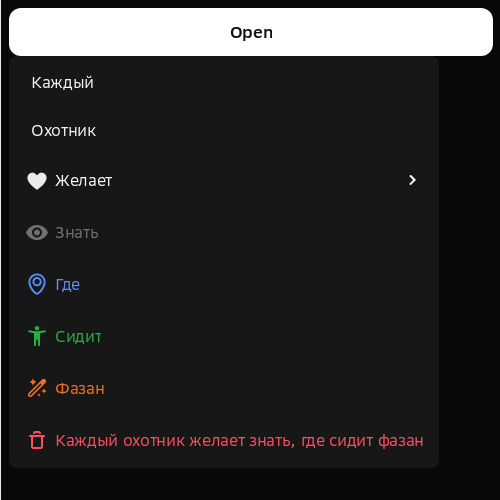 Open
Каждый
Охотник
Желает
Знать
Где
Сидит
Фазан
Каждый охотник желает знать, где сидит фазан